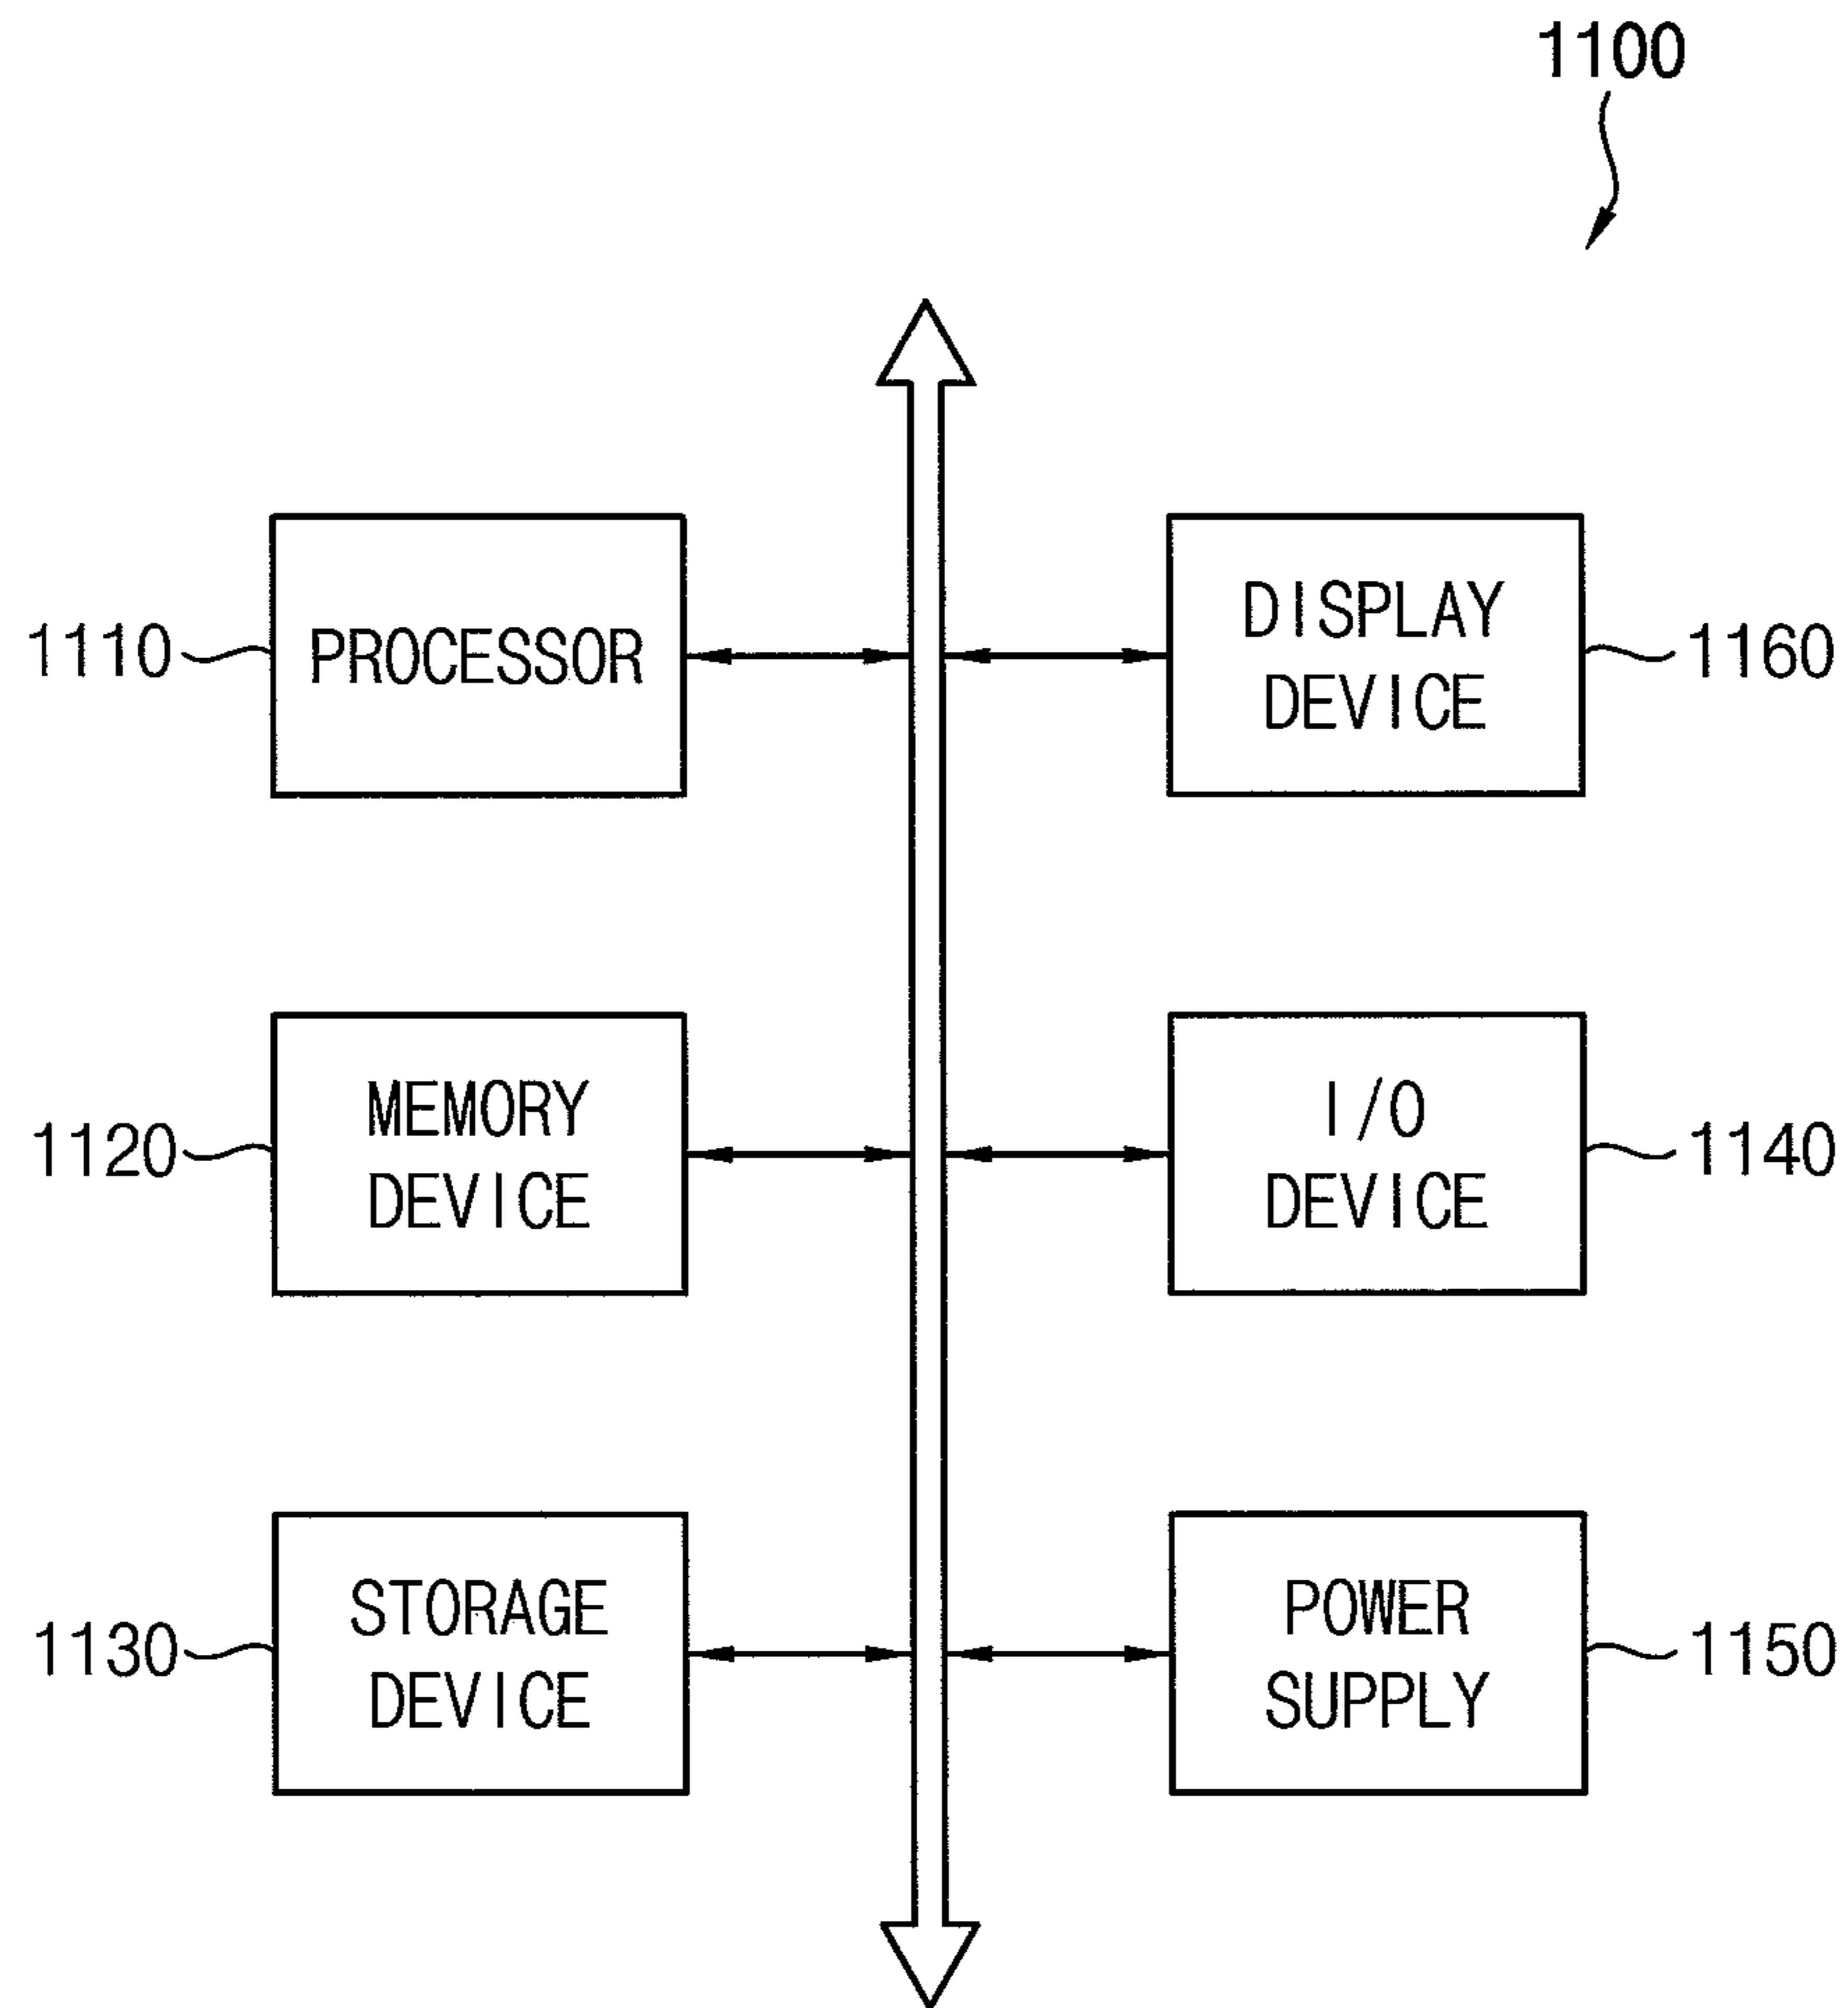 1100
1110
PROCESSOR
DISPLAY
DEVICE
1160
1120
MEMORY
DEVICE
I/O
DEVICE
1140
1130
STORAGE
DEVICE
POWER
SUPPLY
1150